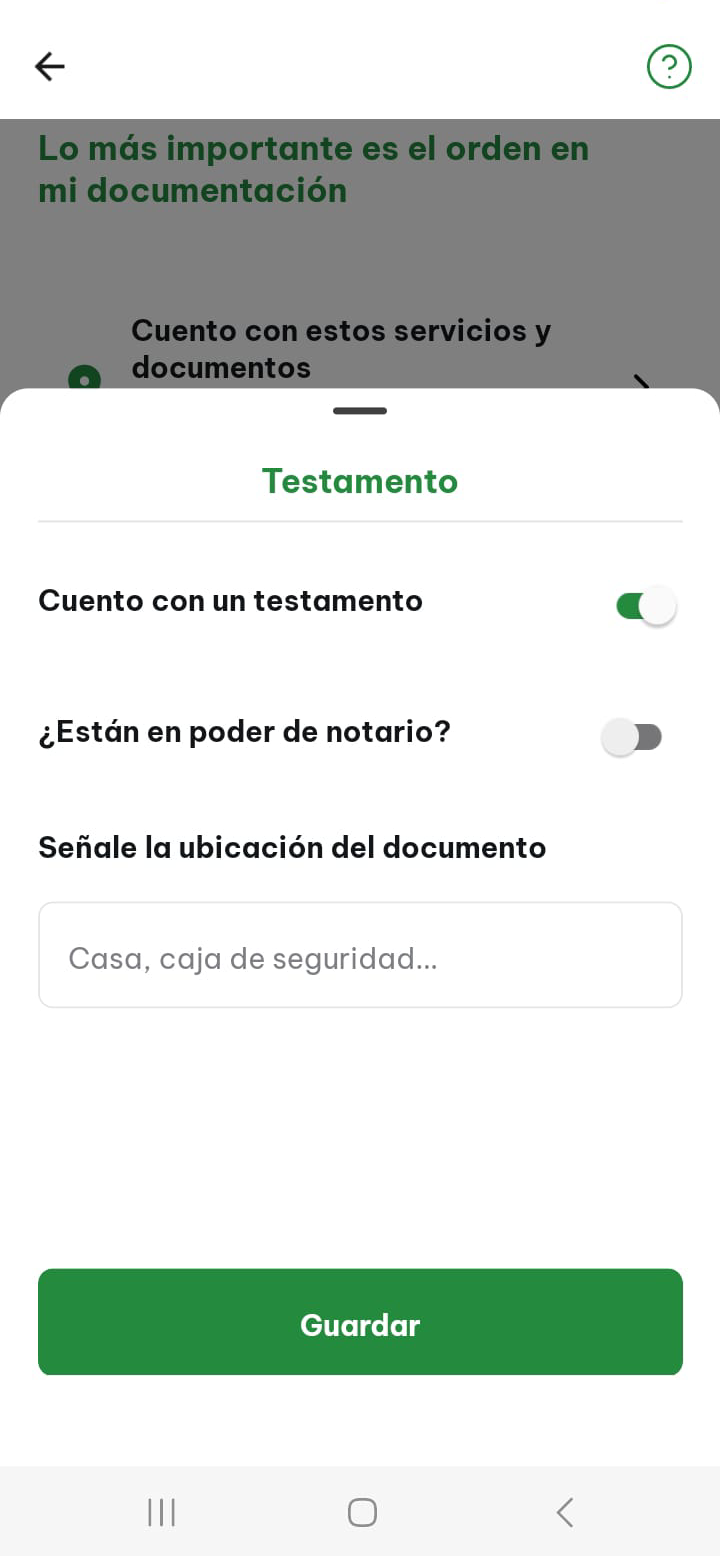 Lo más importante es el orden en
mi documentación
Cuento con estos servicios y
documentos
Testamento
Cuento con un testamento
¿Están en poder de notario?
Señale la ubicación del documento
Casa, caja de seguridad...
Guardar